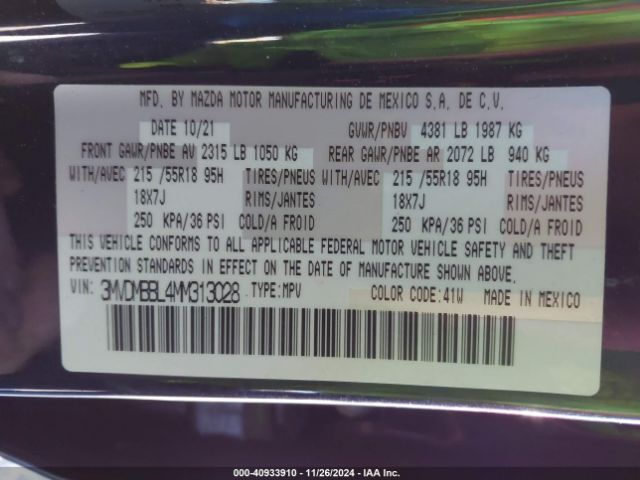 MFD. BY MAZDA MOTOR MANUFACTURING DE MEXICO S.A. DE C.V.
DATE 10/21 GVWR/PNBV 4381 LB 1987 KG
FRONT GAWR/PNBE AV 2315 LB 1050 KG REAR GAWR/PNBE AR 2072 LB 940 KG
WITH/AVEC 215 /55R18 95H TIRES/PNEUS WITH/AVEC 215 /55R18 95H TIRES/PNEUS
18X7J RIMS/JANTES 18X7J RIMS/JANTES
250 KPA/36 PSI COLD/A FROID 250 KPA/36 PSI COLD/A FROID
THIS VEHICLE CONFORMS TO ALL APPLICABLE FEDERAL MOTOR VEHICLE SAFETY AND THEFT
PREVENTION STANDARDS IN EFFECT ON THE DATE OF MANUFACTURE SHOWN ABOVE.
VIN: 3MVDMBBL4MM313028 TYPE:MPV COLOR CODE:41W MADE IN MEXICO
000-40933910 - 11/26/2024 - IAA Inc.